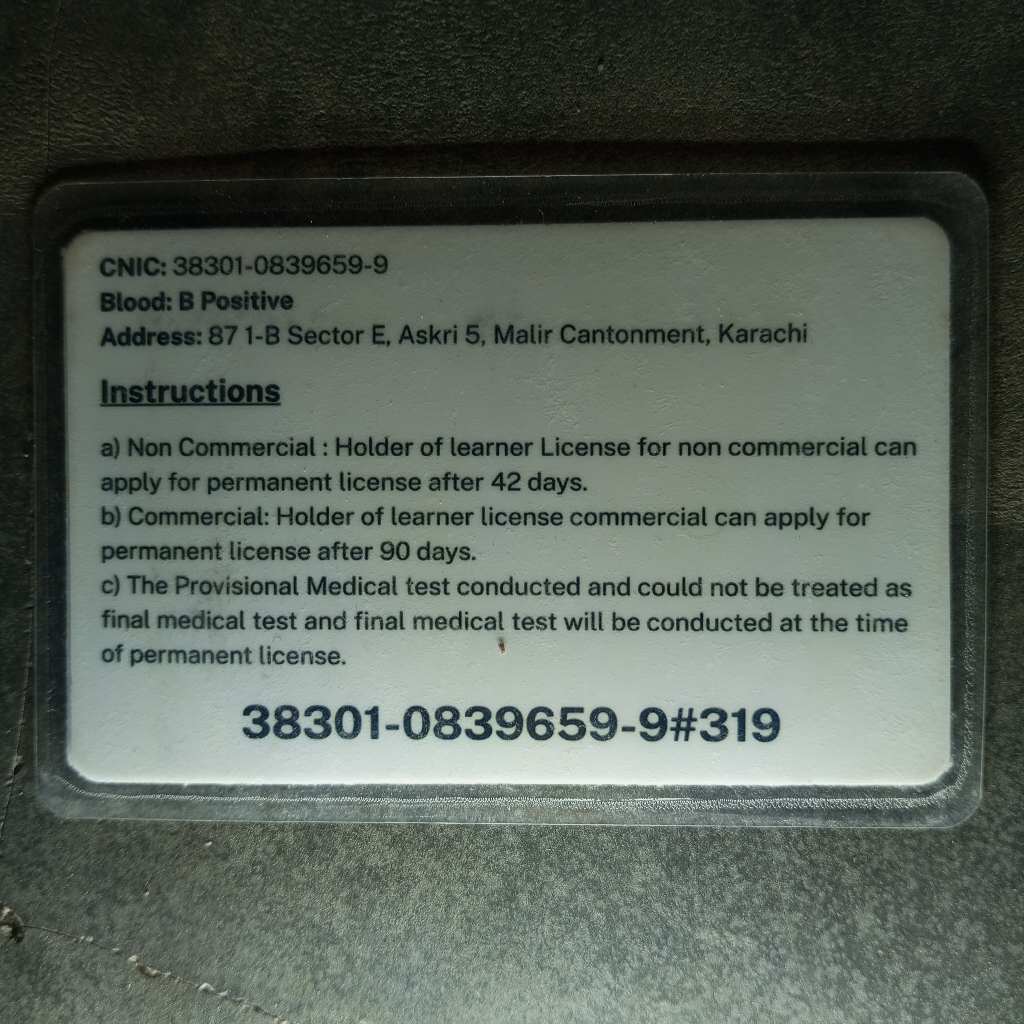 CNIC: 38301-0839659-9
Blood: B Positive
Address: 87 1-B Sector E, Askri 5, Malir Cantonment, Karachi
Instructions
a) Non Commercial : Holder of learner License for non commercial can
apply for permanent license after 42 days.
b) Commercial: Holder of learner license commercial can apply for
permanent license after 90 days.
c) The Provisional Medical test conducted and could not be treated as
final medical test and final medical test will be conducted at the time
of permanent license.
38301-0839659-9#319